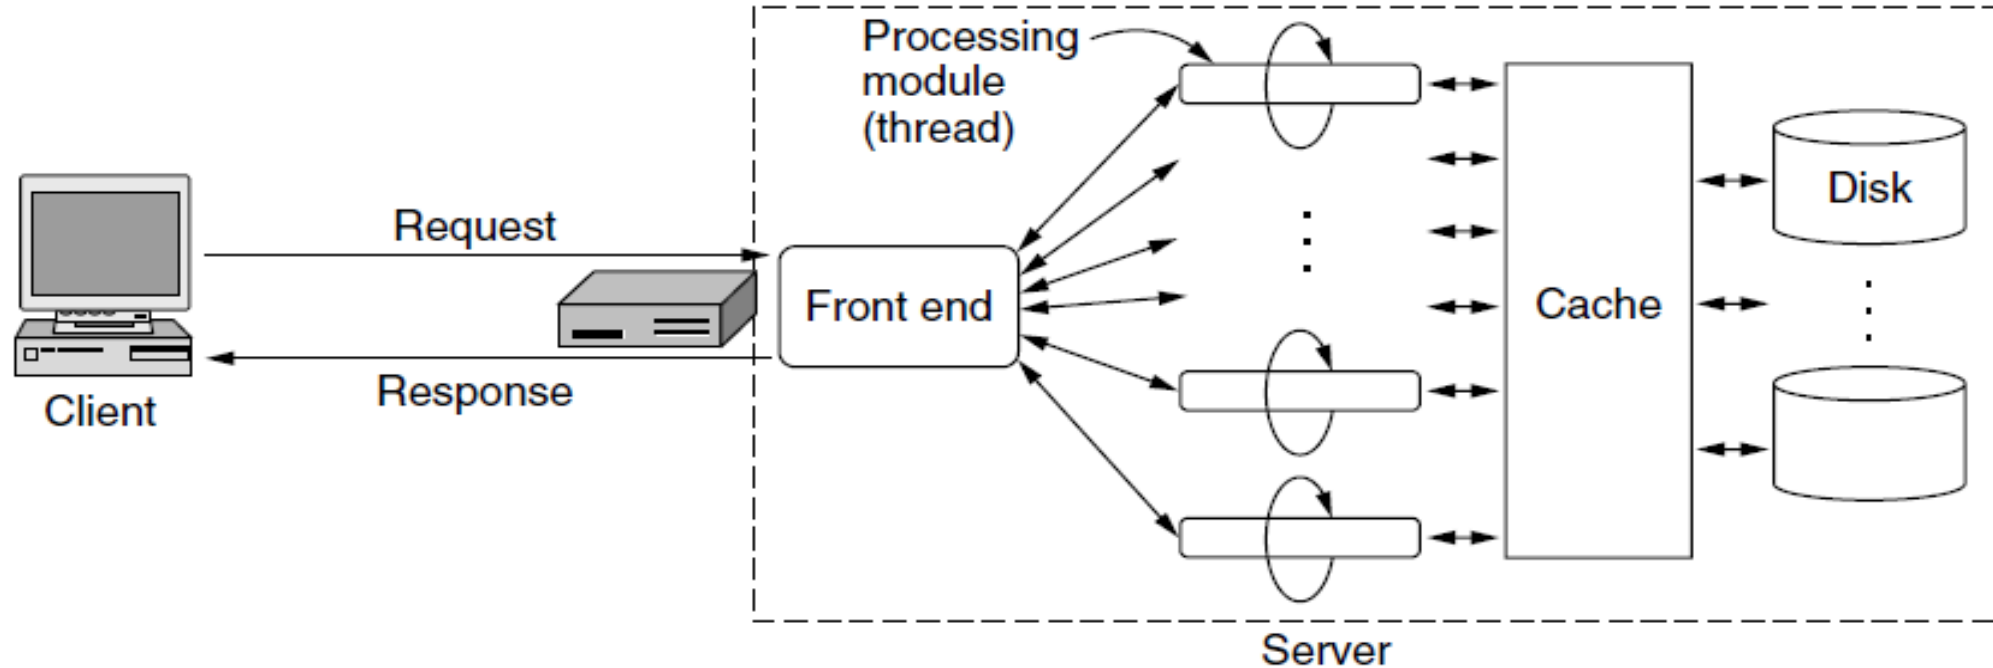 Processing
module
(thread)
Request
Response
Client
Front end
Cache
Disk
Server